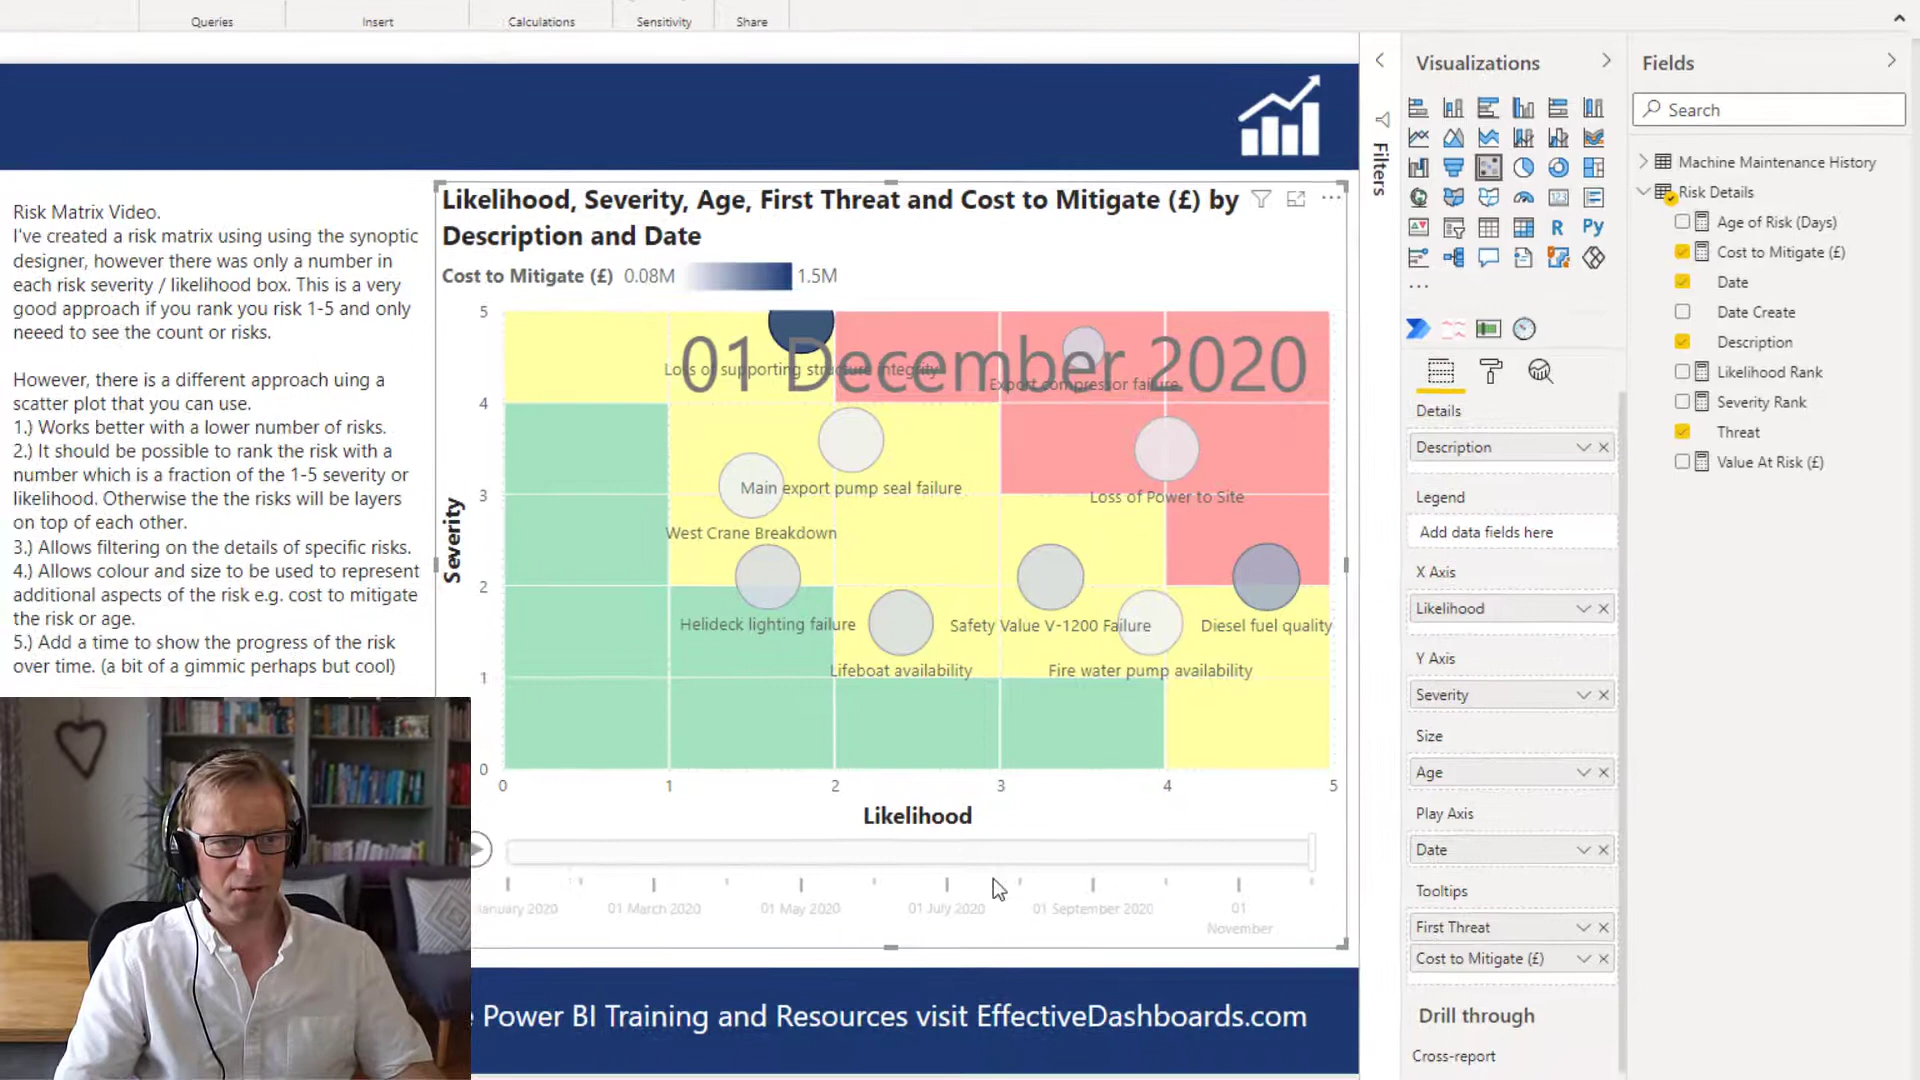 Queries
Insert
Calculations
Sensitivity
Share
Risk Matrix Video.
I've created a risk matrix using using the synoptic
designer, however there was only a number in
each risk severity / likelihood box. This is a very
good approach if you rank you risk 1-5 and only
neeed to see the count or risks.
However, there is a different approach uing a
scatter plot that you can use.
1.) Works better with a lower number of risks.
2.) It should be possible to rank the risk with a
number which is a fraction of the 1-5 severity or
likelihood. Otherwise the the risks will be layers
on top of each other.
3.) Allows filtering on the details of specific risks.
4.) Allows colour and size to be used to represent
additional aspects of the risk e.g. cost to mitigate
the risk or age.
5.) Add a time to show the progress of the risk
over time. (a bit of a gimmic perhaps but cool)
Likelihood, Severity, Age, First Threat and Cost to Mitigate (£) by
Description and Date
Cost to Mitigate (£) 0.08M 1.5M
01 December 2020
Loss of supporting structure integrity
Export compressor failure
Main export pump seal failure
Loss of Power to Site
West Crane Breakdown
Helideck lighting failure
Safety Value V-1200 Failure
Diesel fuel quality
Lifeboat availability
Fire water pump availability
Severity
5
4
3
2
1
0
0 1 2 3 4 5
Likelihood
anuary 2020
01 March 2020
01 May 2020
01 July 2020
01 September 2020
01
November
e Power BI Training and Resources visit EffectiveDashboards.com
Filters
Visualizations
R
Py
Details
Description
Legend
Add data fields here
X Axis
Likelihood
Y Axis
Severity
Size
Age
Play Axis
Date
Tooltips
First Threat
Cost to Mitigate (£)
Drill through
Cross-report
Fields
Search
Machine Maintenance History
Risk Details
Age of Risk (Days)
Cost to Mitigate (£)
Date
Date Create
Description
Likelihood Rank
Severity Rank
Threat
Value At Risk (£)